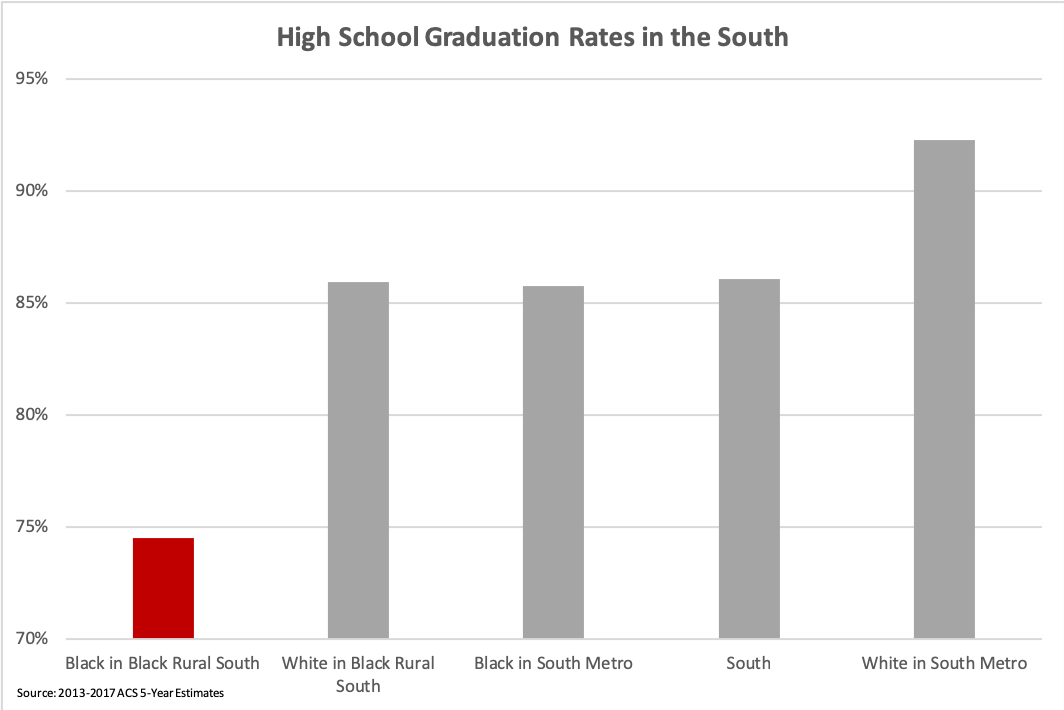 High School Graduation Rates in the South
95%
90%
85%
80%
75%
70%
Black in Black Rural South
White in Black Rural
South
Black in South Metro
South
White in South Metro
Source: 2013-2017 ACS 5-Year Estimates